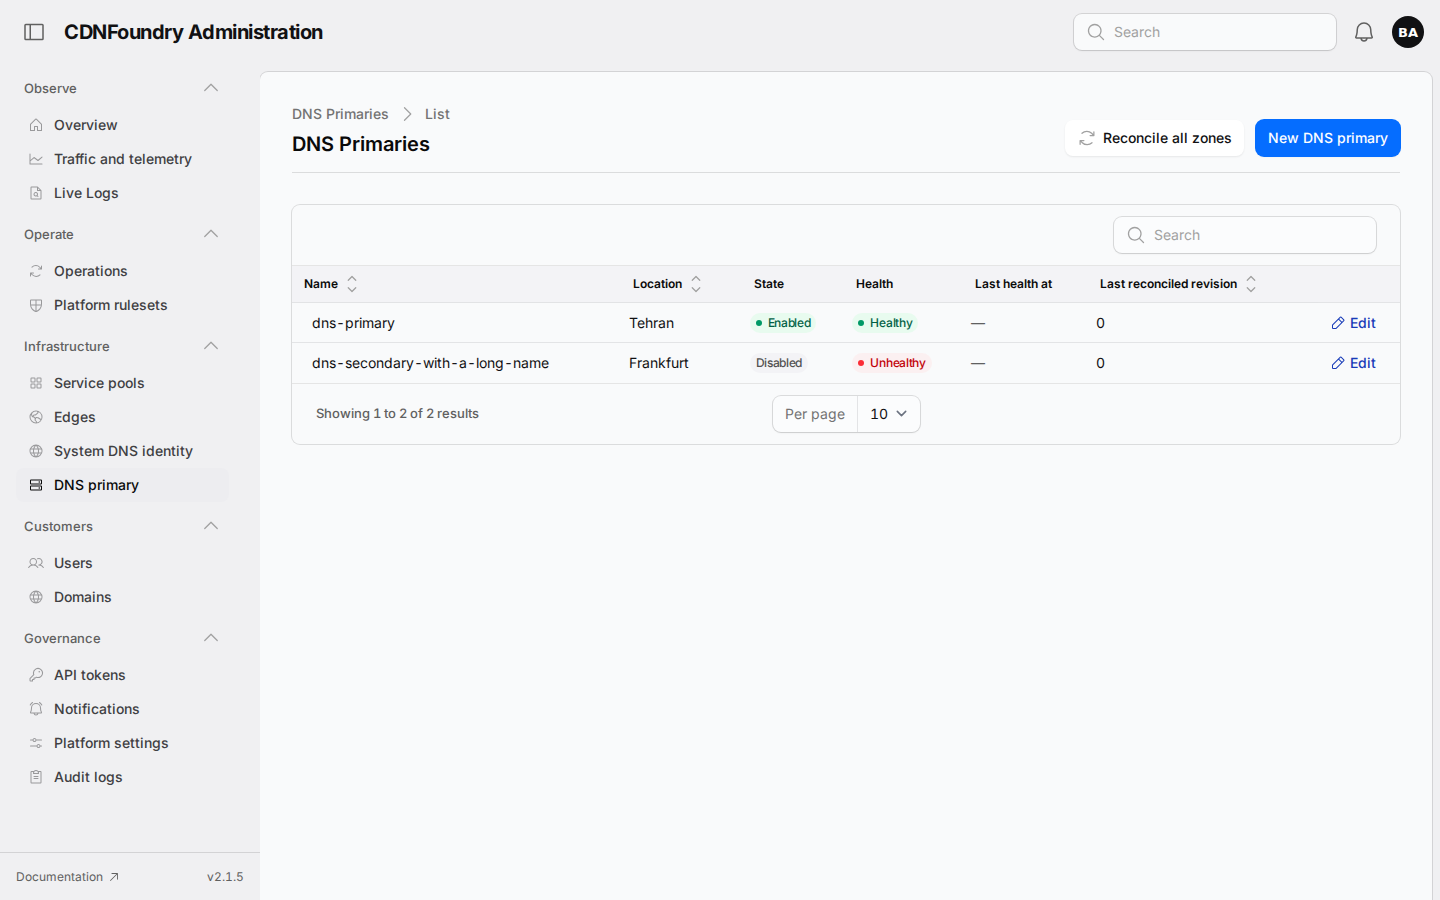 CDNFoundry Administration
Search
BA
Observe
Overview
Traffic and telemetry
Live Logs
Operate
Operations
Platform rulesets
Infrastructure
Service pools
Edges
System DNS identity
DNS primary
Customers
Users
Domains
Governance
API tokens
Notifications
Platform settings
Audit logs
Documentation
v2.1.5
DNS Primaries
List
DNS Primaries
Reconcile all zones
New DNS primary
Search
Name Location State Health Last health at Last reconciled revision
dns-primary Tehran Enabled Healthy — 0 Edit
dns-secondary-with-a-long-name Frankfurt Disabled Unhealthy — 0 Edit
Showing 1 to 2 of 2 results
Per page 10